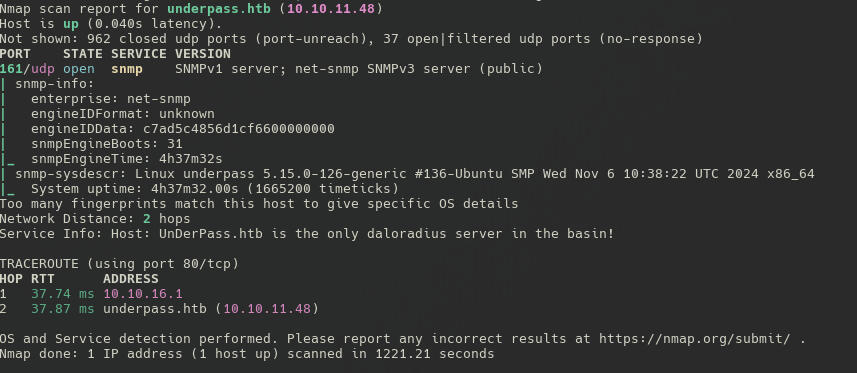 Nmap scan report for underpass.htb (10.10.11.48)
Host is up (0.040s latency).
Not shown: 962 closed udp ports (port-unreach), 37 open|filtered udp ports (no-response)
PORT    STATE SERVICE VERSION
161/udp open  snmp    SNMPv1 server; net-snmp SNMPv3 server (public)
| snmp-info:
|   enterprise: net-snmp
|   engineIDFormat: unknown
|   engineIDData: c7ad5c4856d1cf6600000000
|   snmpEngineBoots: 31
|_  snmpEngineTime: 4h37m32s
| snmp-sysdescr: Linux underpass 5.15.0-126-generic #136-Ubuntu SMP Wed Nov 6 10:38:22 UTC 2024 x86_64
|_  System uptime: 4h37m32.00s (1665200 timeticks)
Too many fingerprints match this host to give specific OS details
Network Distance: 2 hops
Service Info: Host: UnDerPass.htb is the only daloradius server in the basin!

TRACEROUTE (using port 80/tcp)
HOP RTT      ADDRESS
1   37.74 ms 10.10.16.1
2   37.87 ms underpass.htb (10.10.11.48)

OS and Service detection performed. Please report any incorrect results at https://nmap.org/submit/ .
Nmap done: 1 IP address (1 host up) scanned in 1221.21 seconds